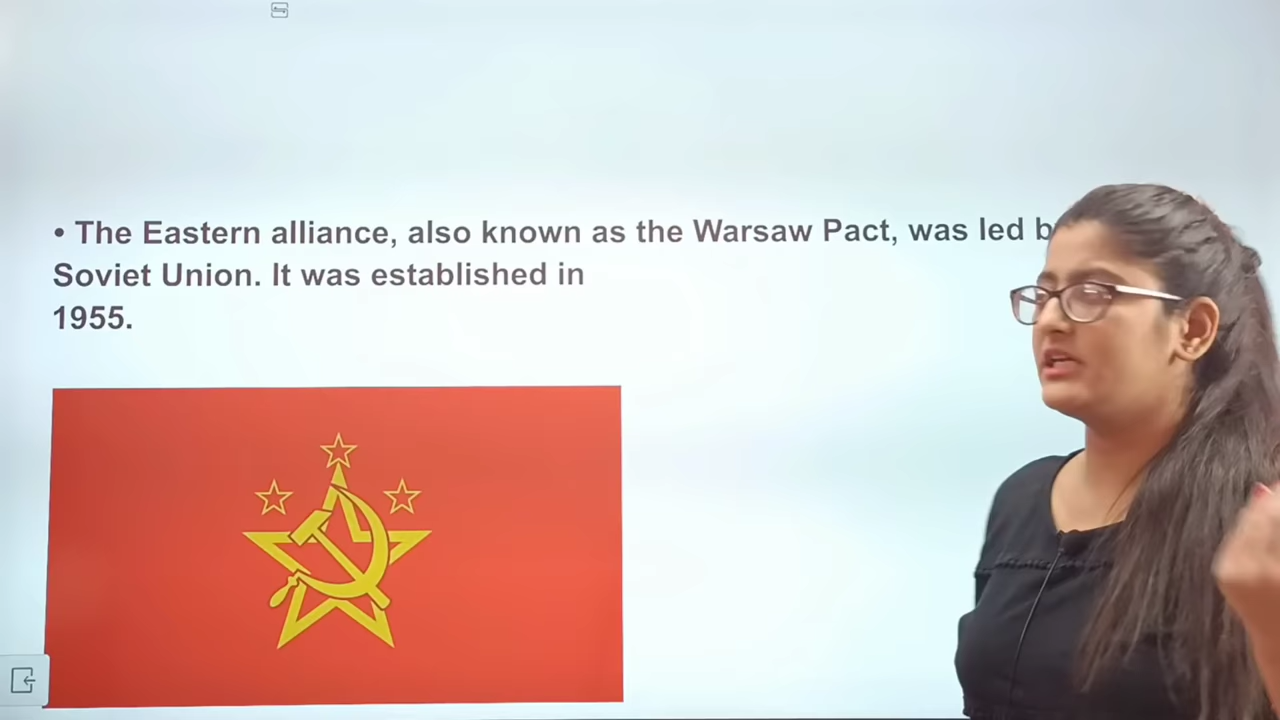 • The Eastern alliance, also known as the Warsaw Pact, was led
Soviet Union. It was established in
1955.